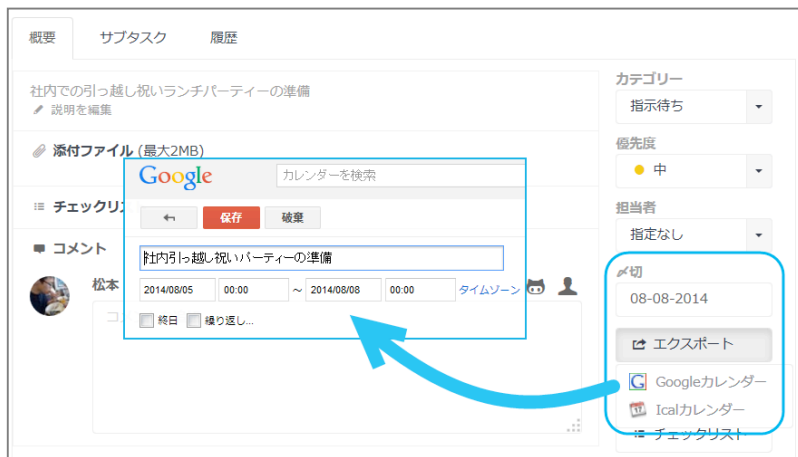 概要 サブタスク 履歴
社内での引っ越し祝いランチパーティーの準備
説明を編集
添付ファイル (最大2MB)
チェックリ
コメント
松本
コ
Google カレンダーを検索
保存 破棄
社内引っ越し祝いパーティーの準備
2014/08/05 00:00 ～ 2014/08/08 00:00 タイムゾーン
終日 繰り返し...
カテゴリー
指示待ち
優先度
中
担当者
指定なし
〆切
08-08-2014
エクスポート
Googleカレンダー
Icalカレンダー
チェックリスト